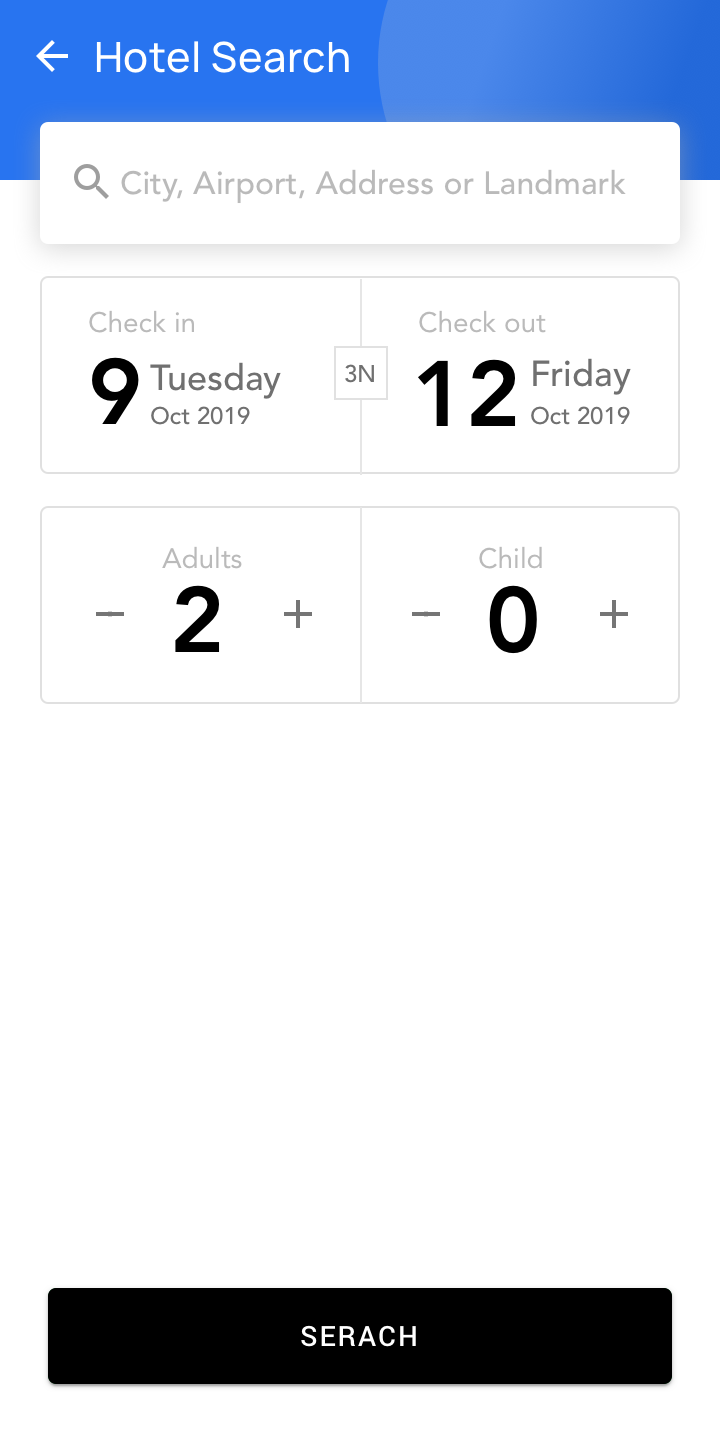 Hotel Search
City, Airport, Address or Landmark
Check in
9 Tuesday
Oct 2019
3N
Check out
12 Friday
Oct 2019
Adults
− 2 +
Child
− 0 +
SERACH